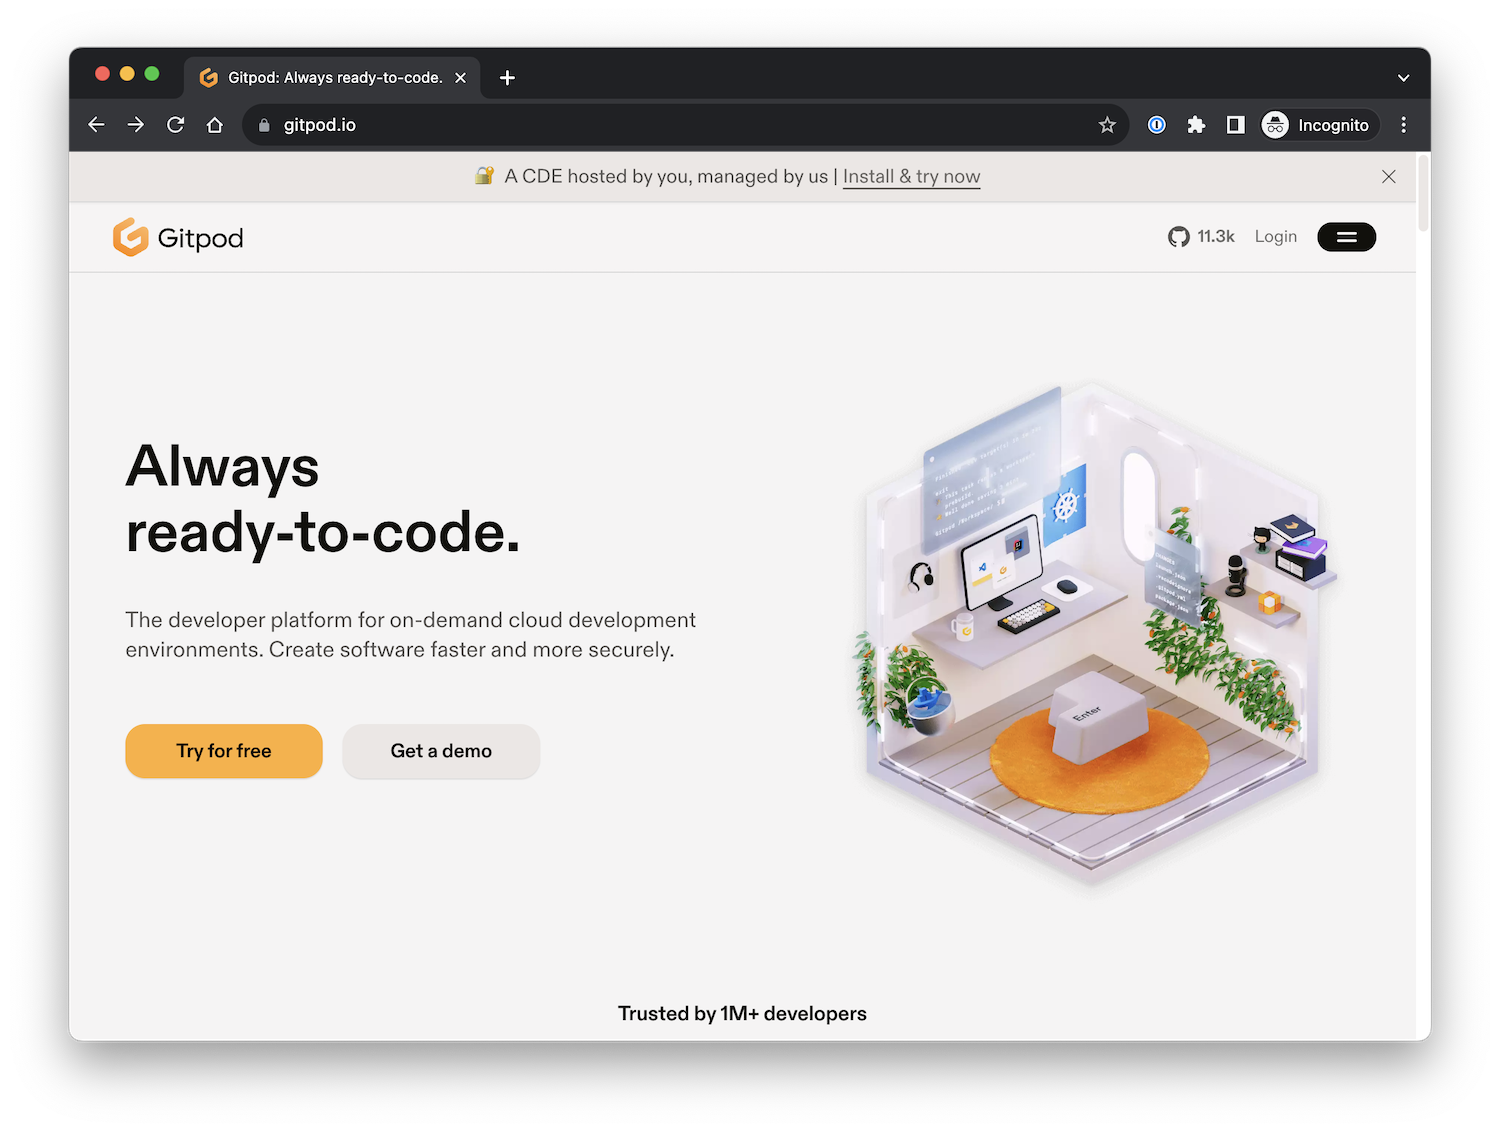 Gitpod: Always ready-to-code.
gitpod.io
Incognito
🔐 A CDE hosted by you, managed by us | Install & try now
Gitpod
11.3k
Login
Always
ready-to-code.
The developer platform for on-demand cloud development
environments. Create software faster and more securely.
Try for free
Get a demo
Enter
Trusted by 1M+ developers